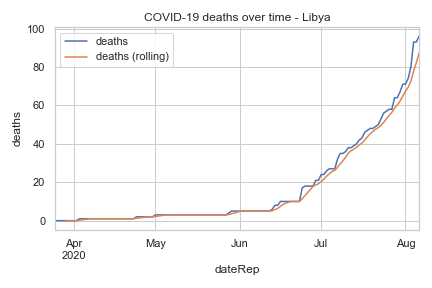 COVID-19 deaths over time - Libya
deaths
deaths (rolling)
100
80
60
40
20
0
deaths
Apr
2020
May
Jun
Jul
Aug
dateRep